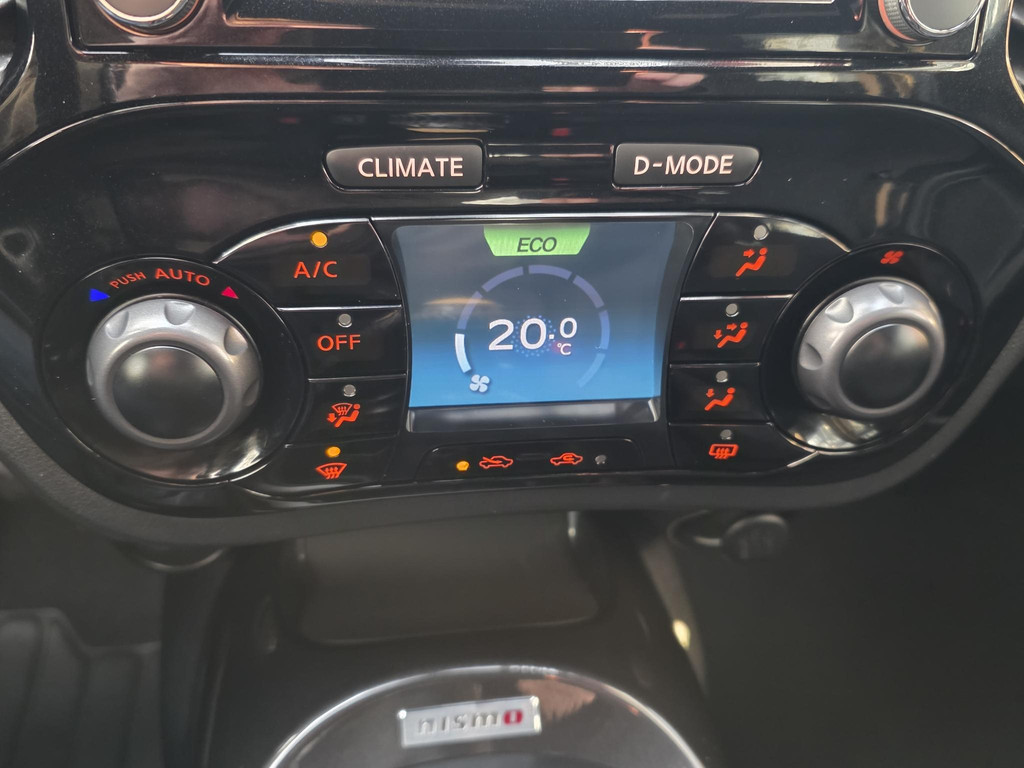 CLIMATE
D-MODE
PUSH AUTO
A/C
ECO
OFF
20.0
°C
nismo